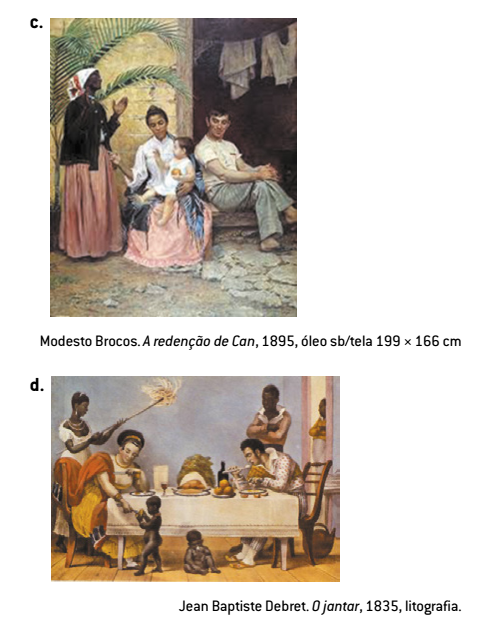 c.
Modesto Brocos. A redenção de Can, 1895, óleo sb/tela 199 × 166 cm
d.
Jean Baptiste Debret. O jantar, 1835, litografia.